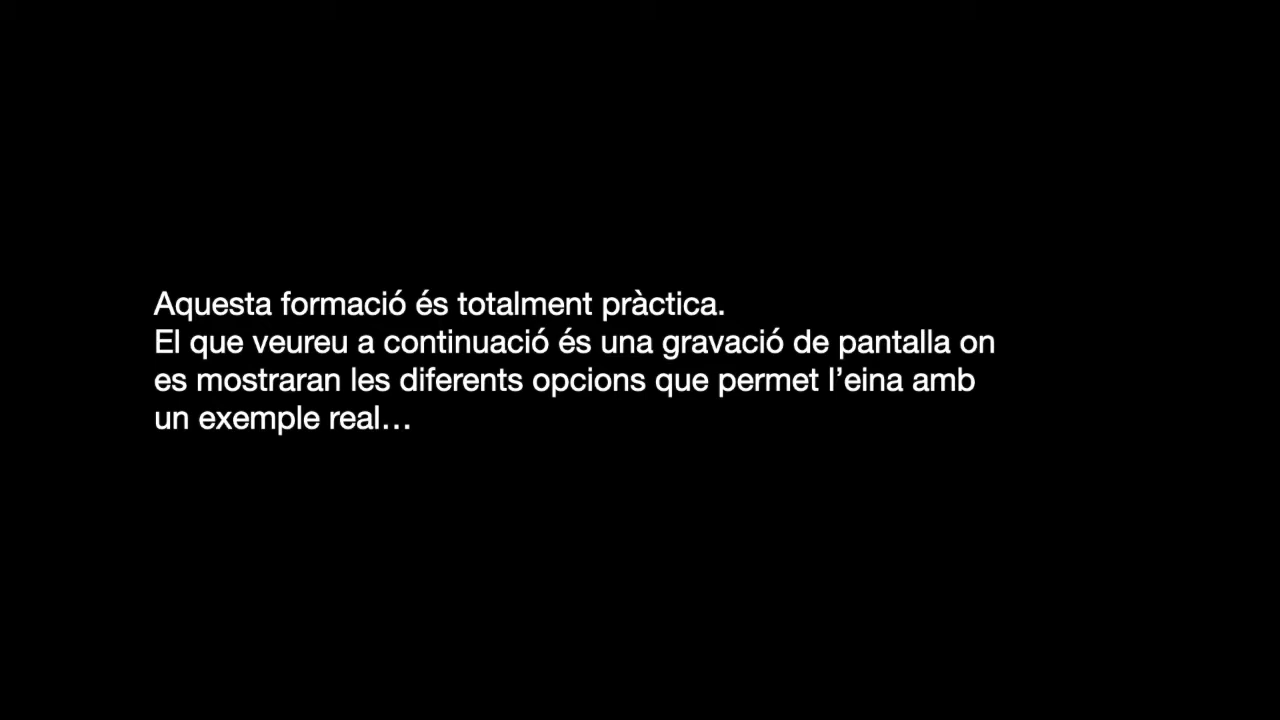 Aquesta formació és totalment pràctica.
El que veureu a continuació és una gravació de pantalla on
es mostraran les diferents opcions que permet l’eina amb
un exemple real…